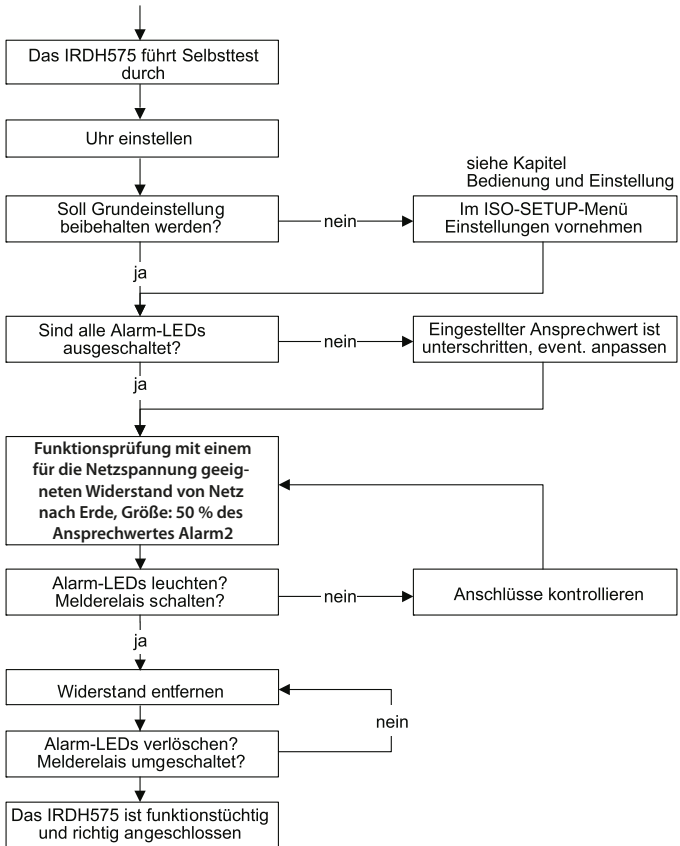 Das IRDH575 führt Selbsttest
durch
Uhr einstellen
siehe Kapitel
Bedienung und Einstellung
Soll Grundeinstellung
beibehalten werden?
nein
Im ISO-SETUP-Menü
Einstellungen vornehmen
ja
Sind alle Alarm-LEDs
ausgeschaltet?
nein
Eingestellter Ansprechwert ist
unterschritten, event. anpassen
ja
Funktionsprüfung mit einem
für die Netzspannung geeig-
neten Widerstand von Netz
nach Erde, Größe: 50 % des
Ansprechwertes Alarm2
Alarm-LEDs leuchten?
Melderelais schalten?
nein
Anschlüsse kontrollieren
ja
Widerstand entfernen
nein
Alarm-LEDs verlöschen?
Melderelais umgeschaltet?
Das IRDH575 ist funktionstüchtig
und richtig angeschlossen